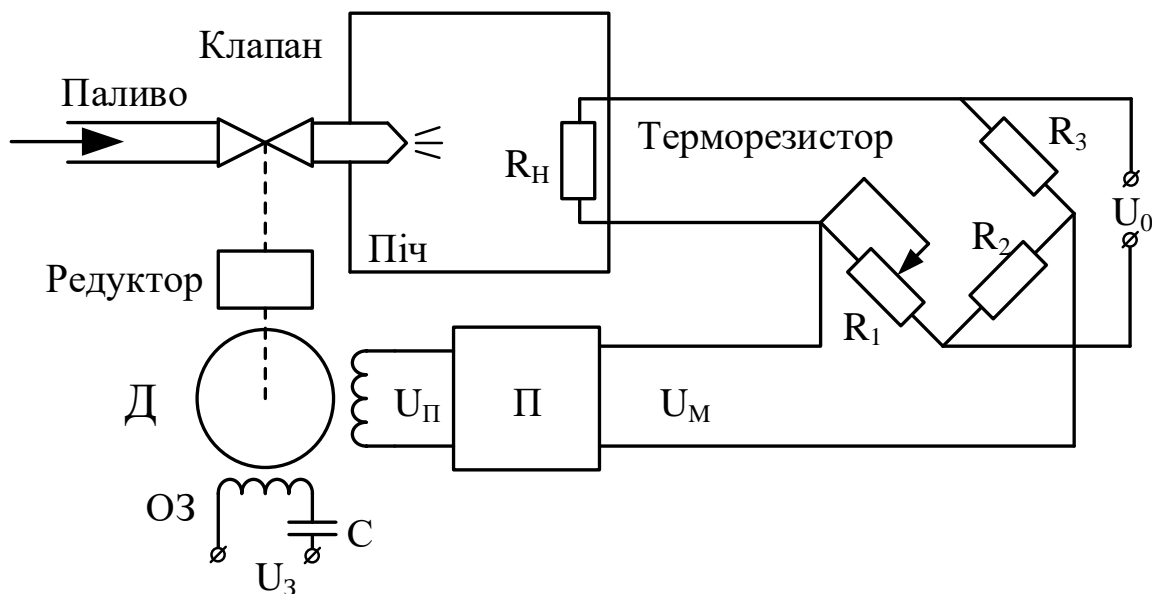 Клапан
Паливо
Терморезистор
R₃
Rн
U₀
R₂
Піч
Редуктор
R₁
Д
Uп
П
Uм
ОЗ
С
Uз